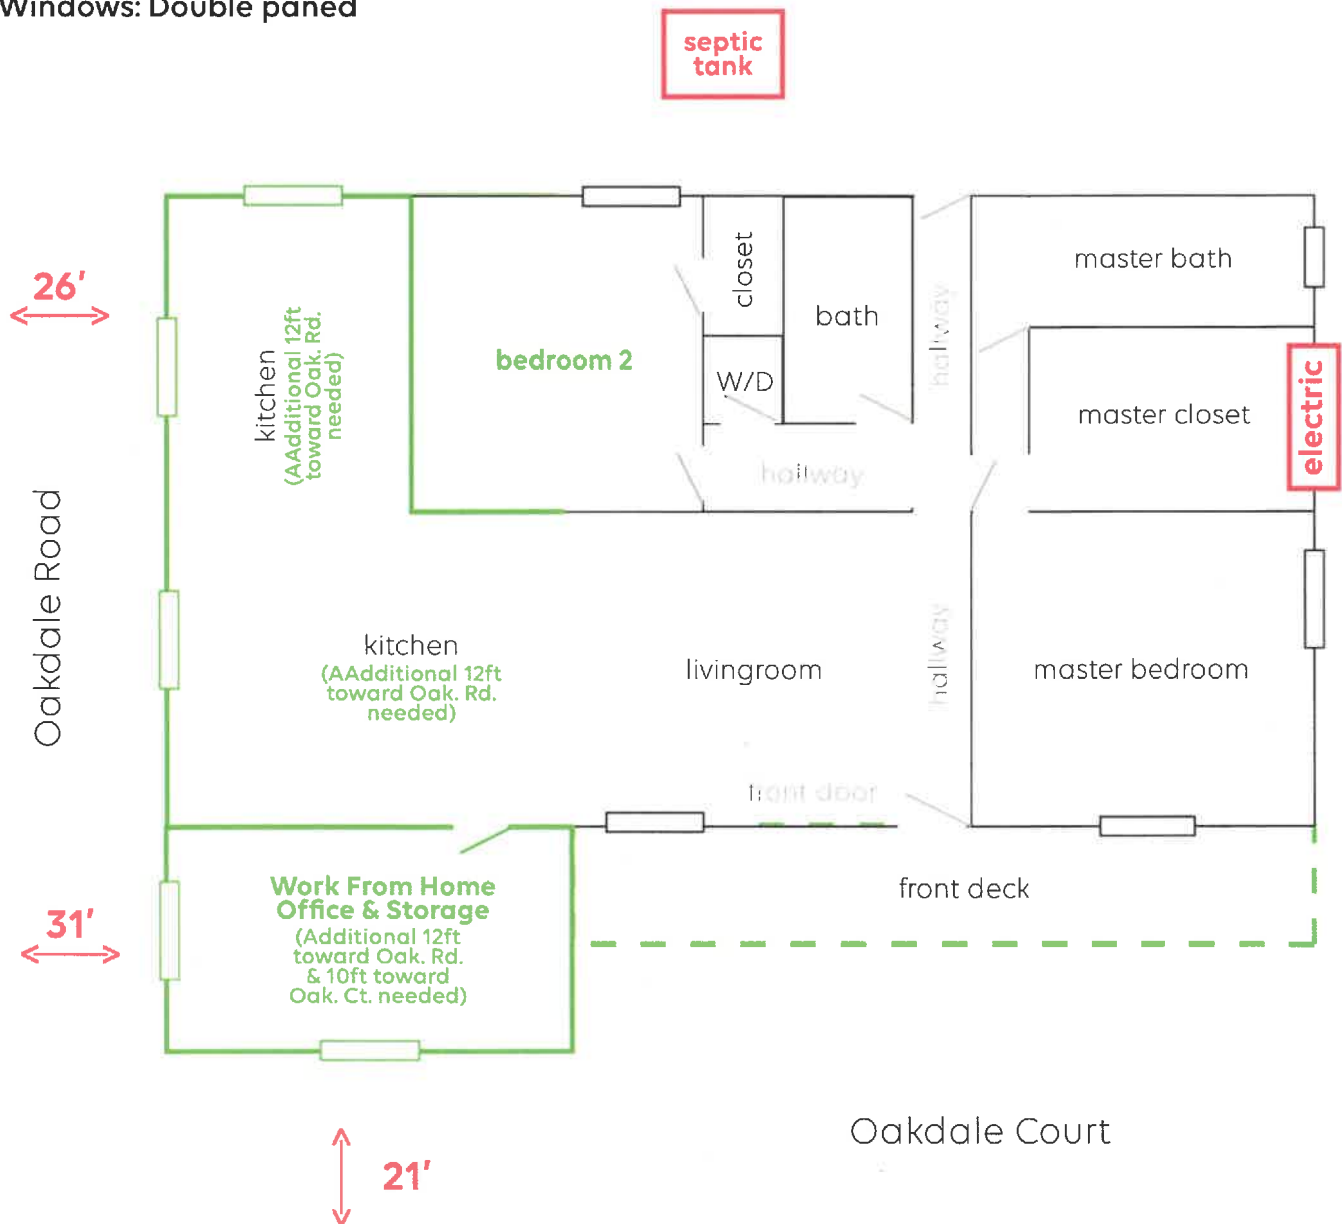 Windows: Double paned
septic
tank
26'
kitchen
(AAdditional 12ft
toward Oak. Rd.
needed)
bedroom 2
closet
W/D
bath
hallway
master bath
master closet
electric
hallway
Oakdale Road
kitchen
(AAdditional 12ft
toward Oak. Rd.
needed)
livingroom
hallway
master bedroom
front door
front deck
31'
Work From Home
Office & Storage
(Additional 12ft
toward Oak. Rd.
& 10ft toward
Oak. Ct. needed)
Oakdale Court
21'